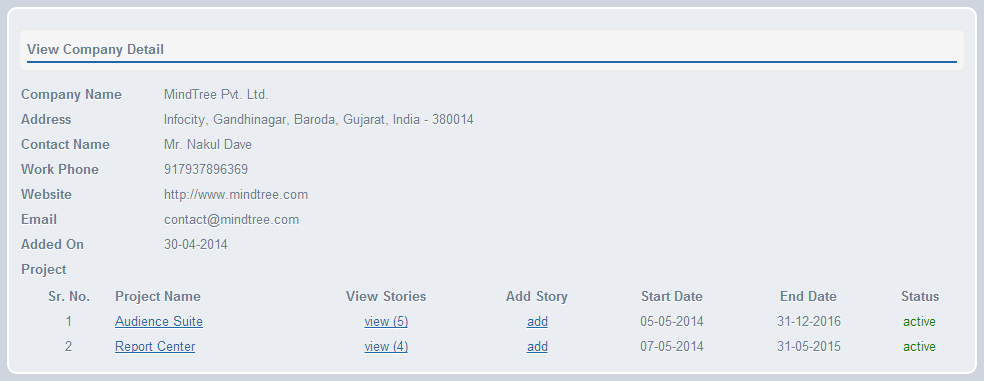 View Company Detail
Company Name MindTree Pvt. Ltd.
Address Infocity, Gandhinagar, Baroda, Gujarat, India - 380014
Contact Name Mr. Nakul Dave
Work Phone 917937896369
Website http://www.mindtree.com
Email contact@mindtree.com
Added On 30-04-2014
Project
Sr. No. Project Name View Stories Add Story Start Date End Date Status
1 Audience Suite view (5) add 05-05-2014 31-12-2016 active
2 Report Center view (4) add 07-05-2014 31-05-2015 active